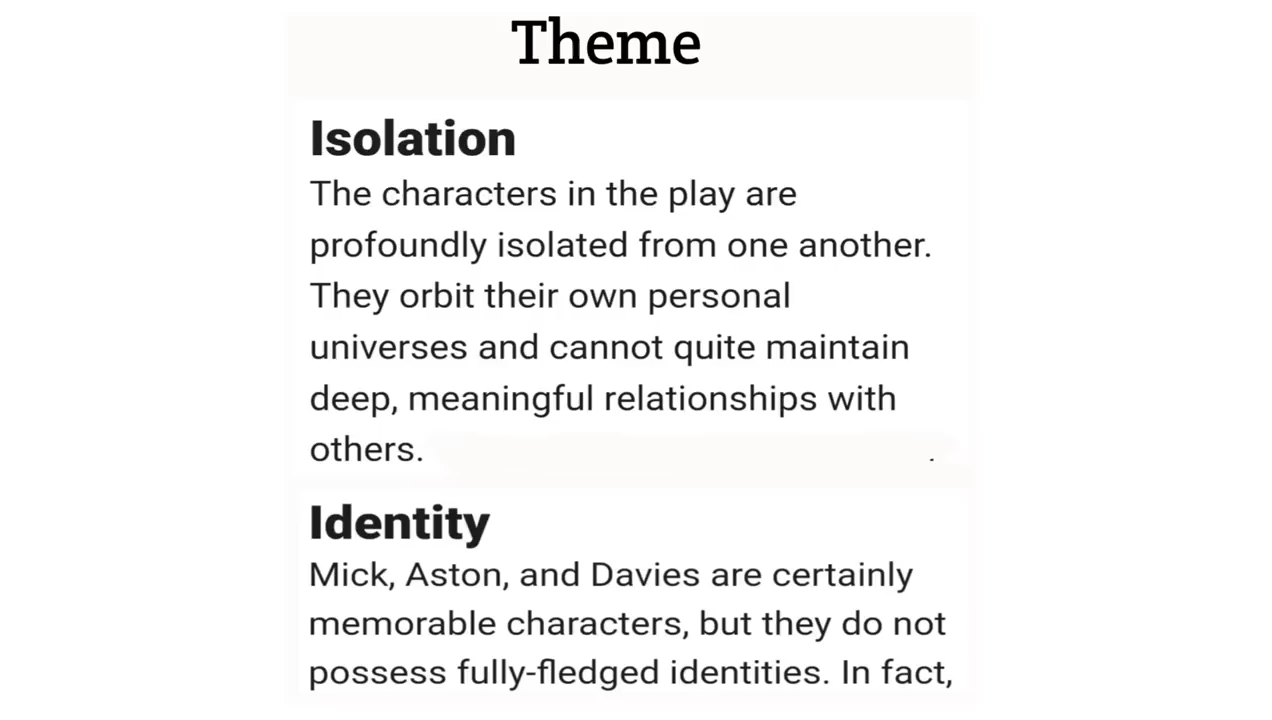 Theme
Isolation
The characters in the play are
profoundly isolated from one another.
They orbit their own personal
universes and cannot quite maintain
deep, meaningful relationships with
others. .
Identity
Mick, Aston, and Davies are certainly
memorable characters, but they do not
possess fully-fledged identities. In fact,